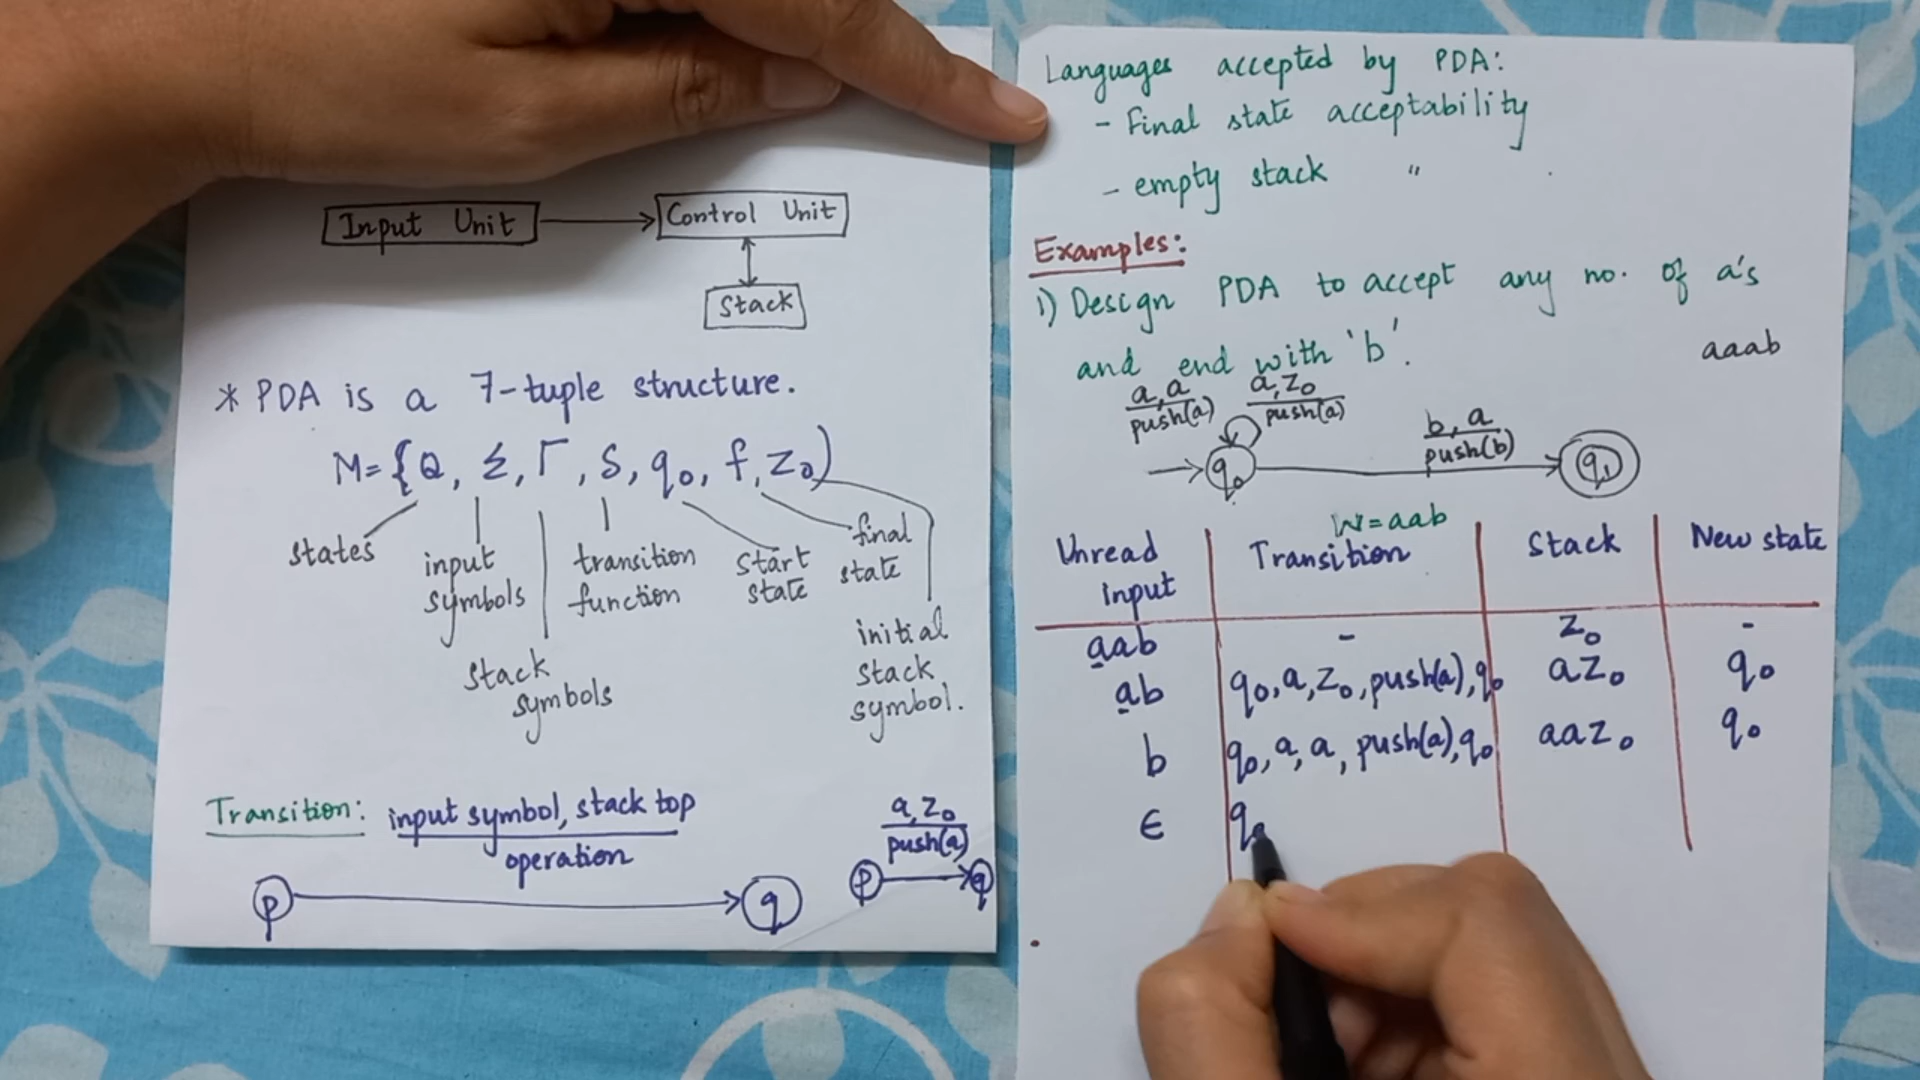 Input Unit
Control Unit
Stack
* PDA is a 7-tuple structure.
M={Q, Σ, Γ, δ, q₀, f, z₀)
states
input symbols
stack symbols
transition function
start state
final state
initial stack symbol.
Transition:
input symbol, stack top
operation
p
q
a, z₀
push(a)
p
q
Languages accepted by PDA:
- Final state acceptability
- empty stack "
Examples:
1) Design PDA to accept any no. of a's
and end with 'b'.
aaab
a, a
push(a)
a, z₀
push(a)
b, a
push(b)
q₀
q₁
W=aab
Unread input | Transition | Stack | New state
aab | - | z₀ | -
ab | q₀, a, z₀, push(a), q₀ | az₀ | q₀
b | q₀, a, a, push(a), q₀ | aaz₀ | q₀
ϵ | q₀